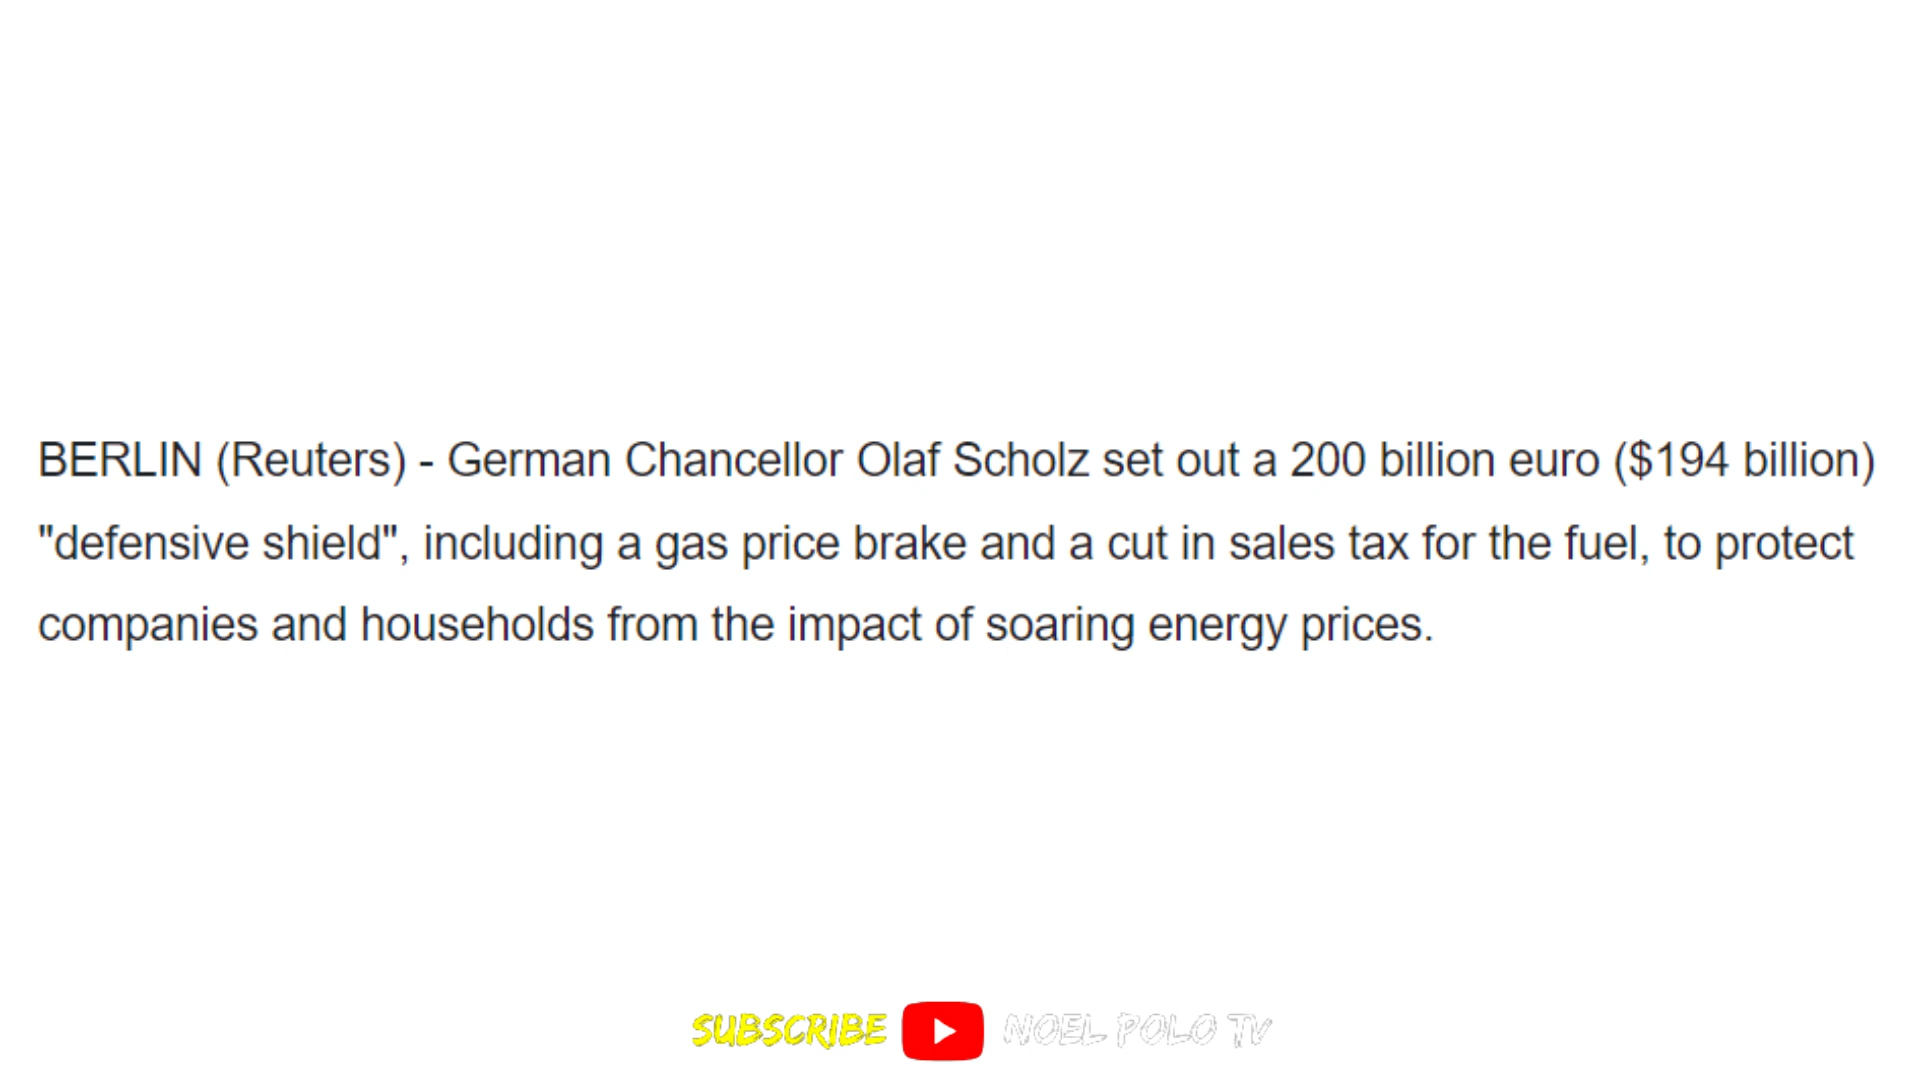 BERLIN (Reuters) - German Chancellor Olaf Scholz set out a 200 billion euro ($194 billion)
"defensive shield", including a gas price brake and a cut in sales tax for the fuel, to protect
companies and households from the impact of soaring energy prices.
SUBSCRIBE NOEL POLO TV